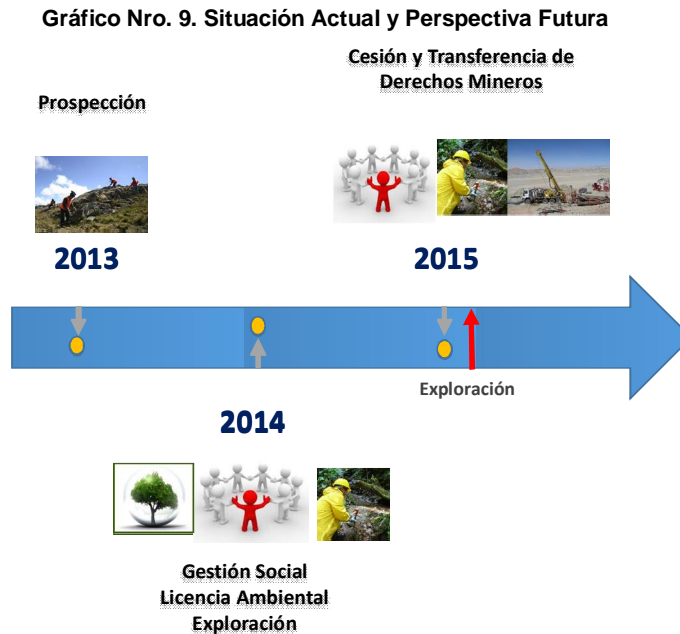 Gráfico Nro. 9. Situación Actual y Perspectiva Futura
Cesión y Transferencia de
Derechos Mineros
Prospección
2013
2015
Exploración
2014
Gestión Social
Licencia Ambiental
Exploración